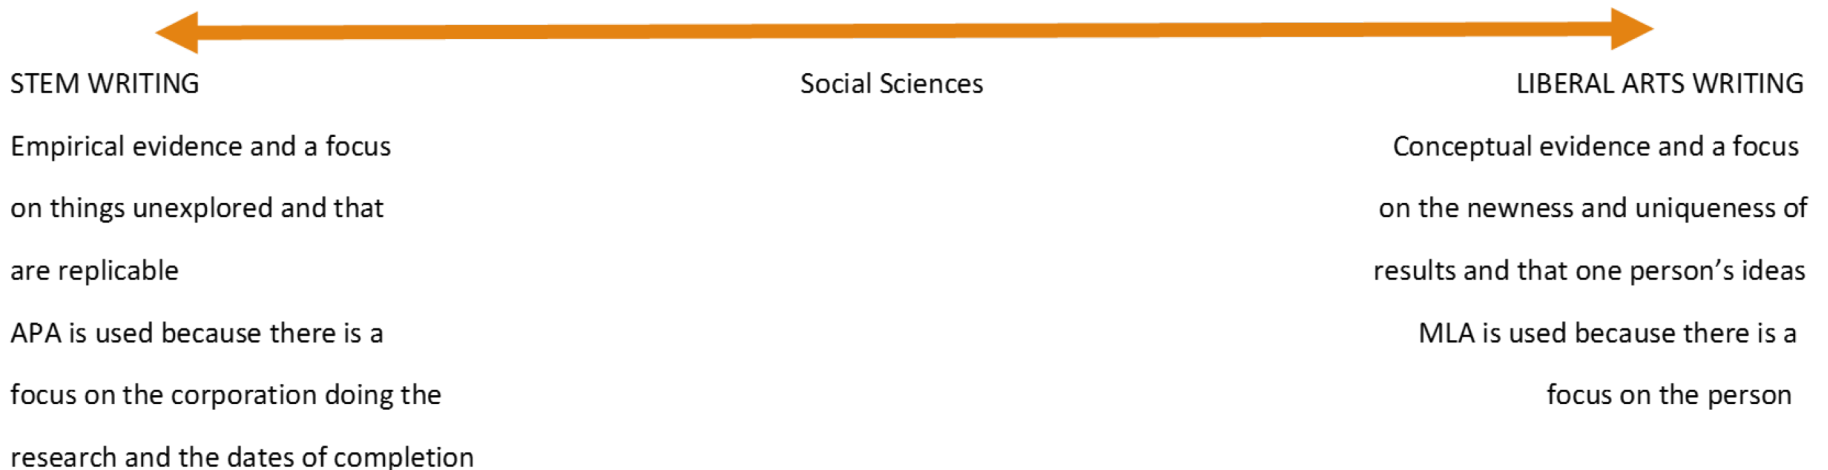 STEM WRITING
Empirical evidence and a focus
on things unexplored and that
are replicable
APA is used because there is a
focus on the corporation doing the
research and the dates of completion
Social Sciences
LIBERAL ARTS WRITING
Conceptual evidence and a focus
on the newness and uniqueness of
results and that one person’s ideas
MLA is used because there is a
focus on the person